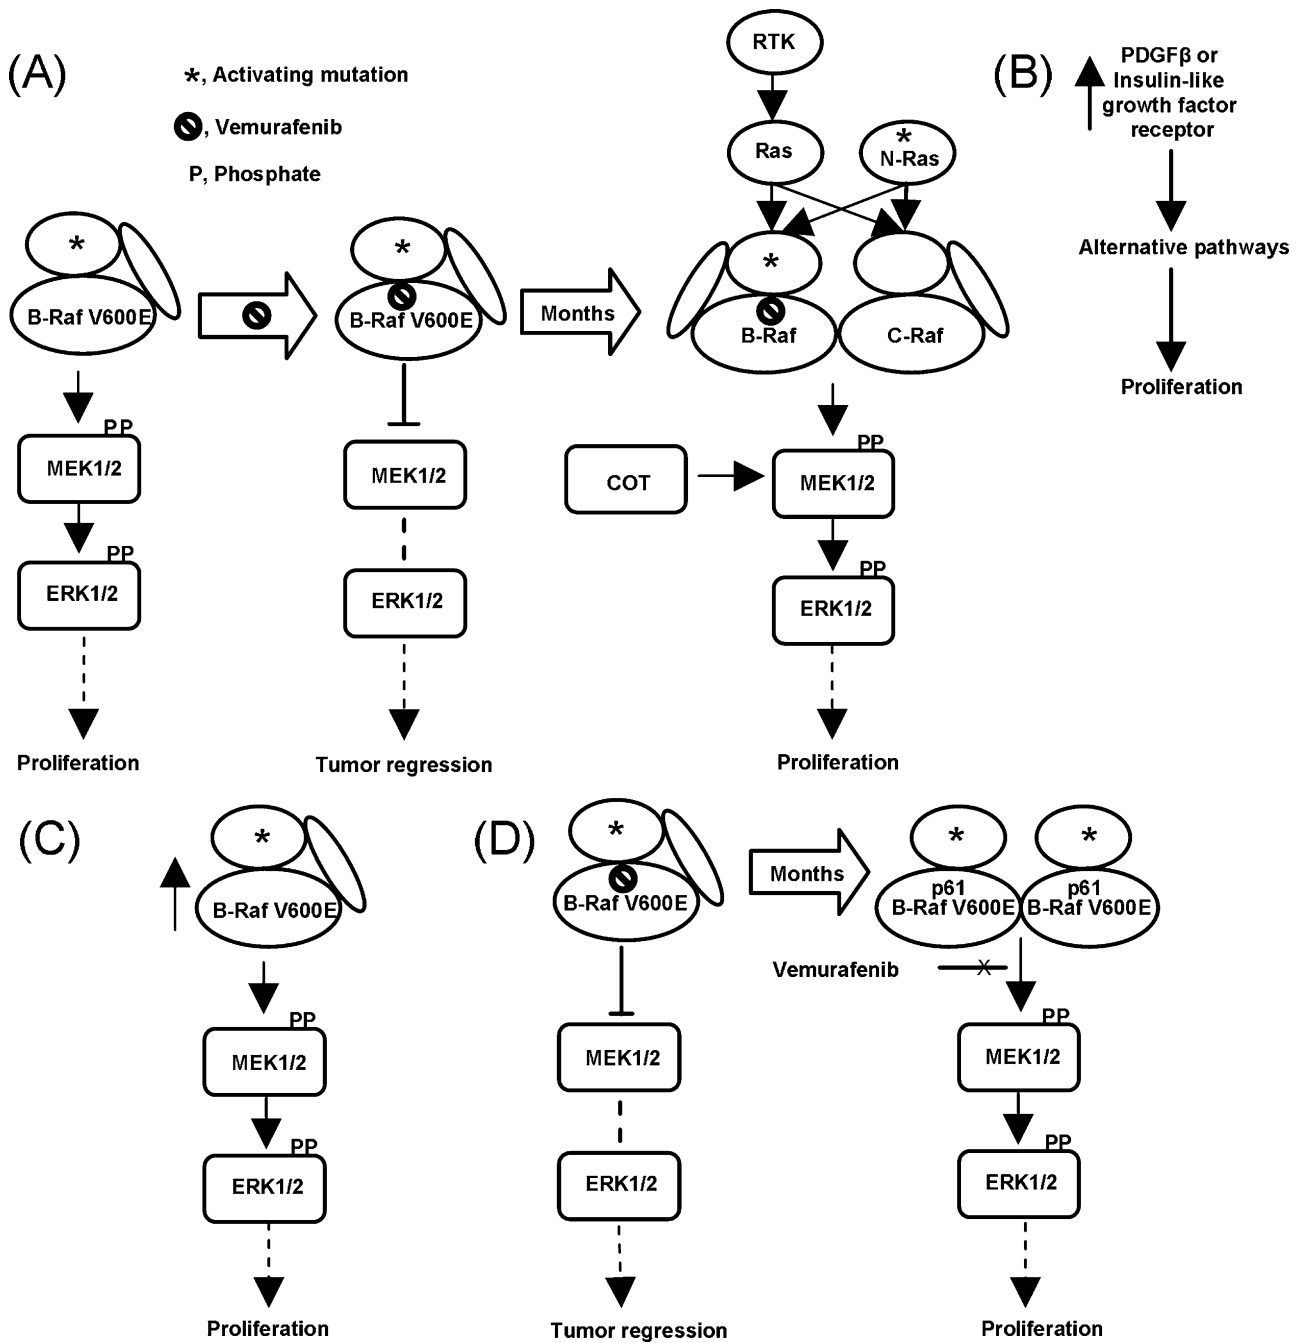 (A)
*, Activating mutation
, Vemurafenib
P, Phosphate
*
B-Raf V600E
PP
MEK1/2
PP
ERK1/2
Proliferation
*
B-Raf V600E
MEK1/2
ERK1/2
Tumor regression
Months
RTK
Ras
*
N-Ras
*
B-Raf
C-Raf
COT
PP
MEK1/2
PP
ERK1/2
Proliferation
(B)
PDGFβ or
Insulin-like
growth factor
receptor
Alternative pathways
Proliferation
(C)
*
B-Raf V600E
PP
MEK1/2
PP
ERK1/2
Proliferation
(D)
*
B-Raf V600E
MEK1/2
ERK1/2
Tumor regression
Months
*
p61
B-Raf V600E
*
p61
B-Raf V600E
Vemurafenib
X
PP
MEK1/2
PP
ERK1/2
Proliferation